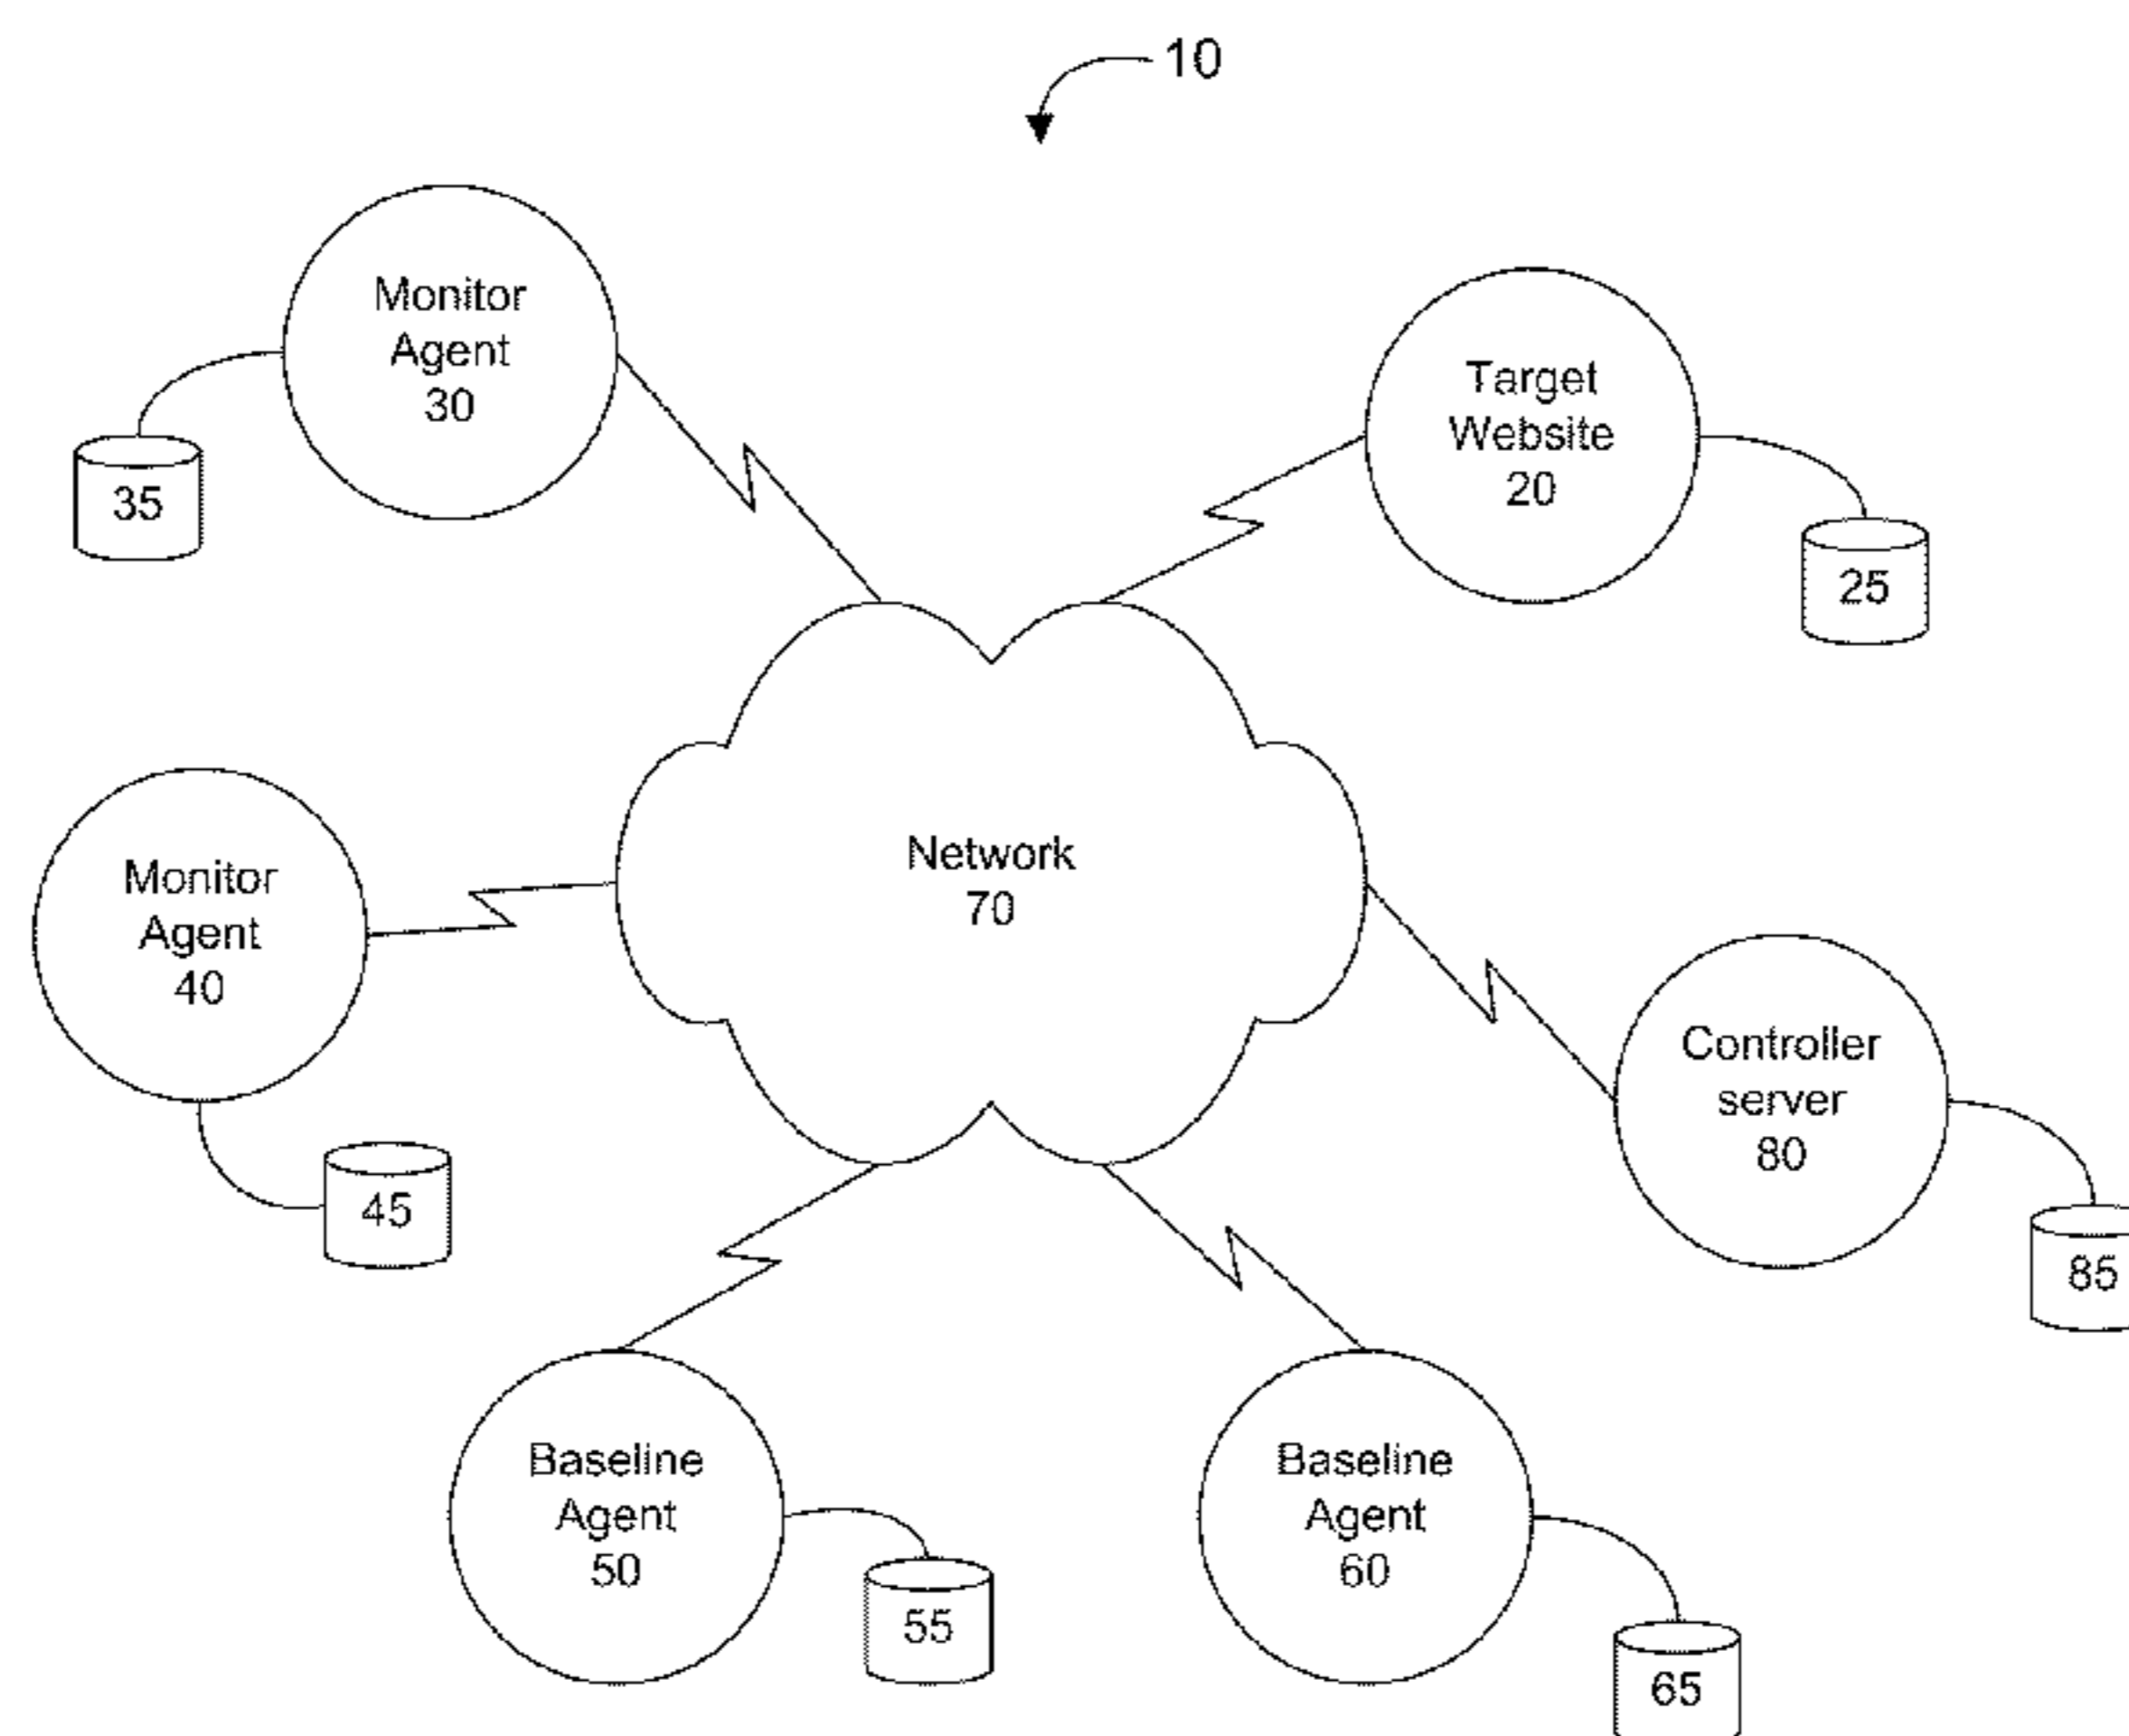 10
Monitor
Agent
30
35
Target
Website
20
25
Network
70
Monitor
Agent
40
45
Controller
server
80
85
Baseline
Agent
50
55
Baseline
Agent
60
65